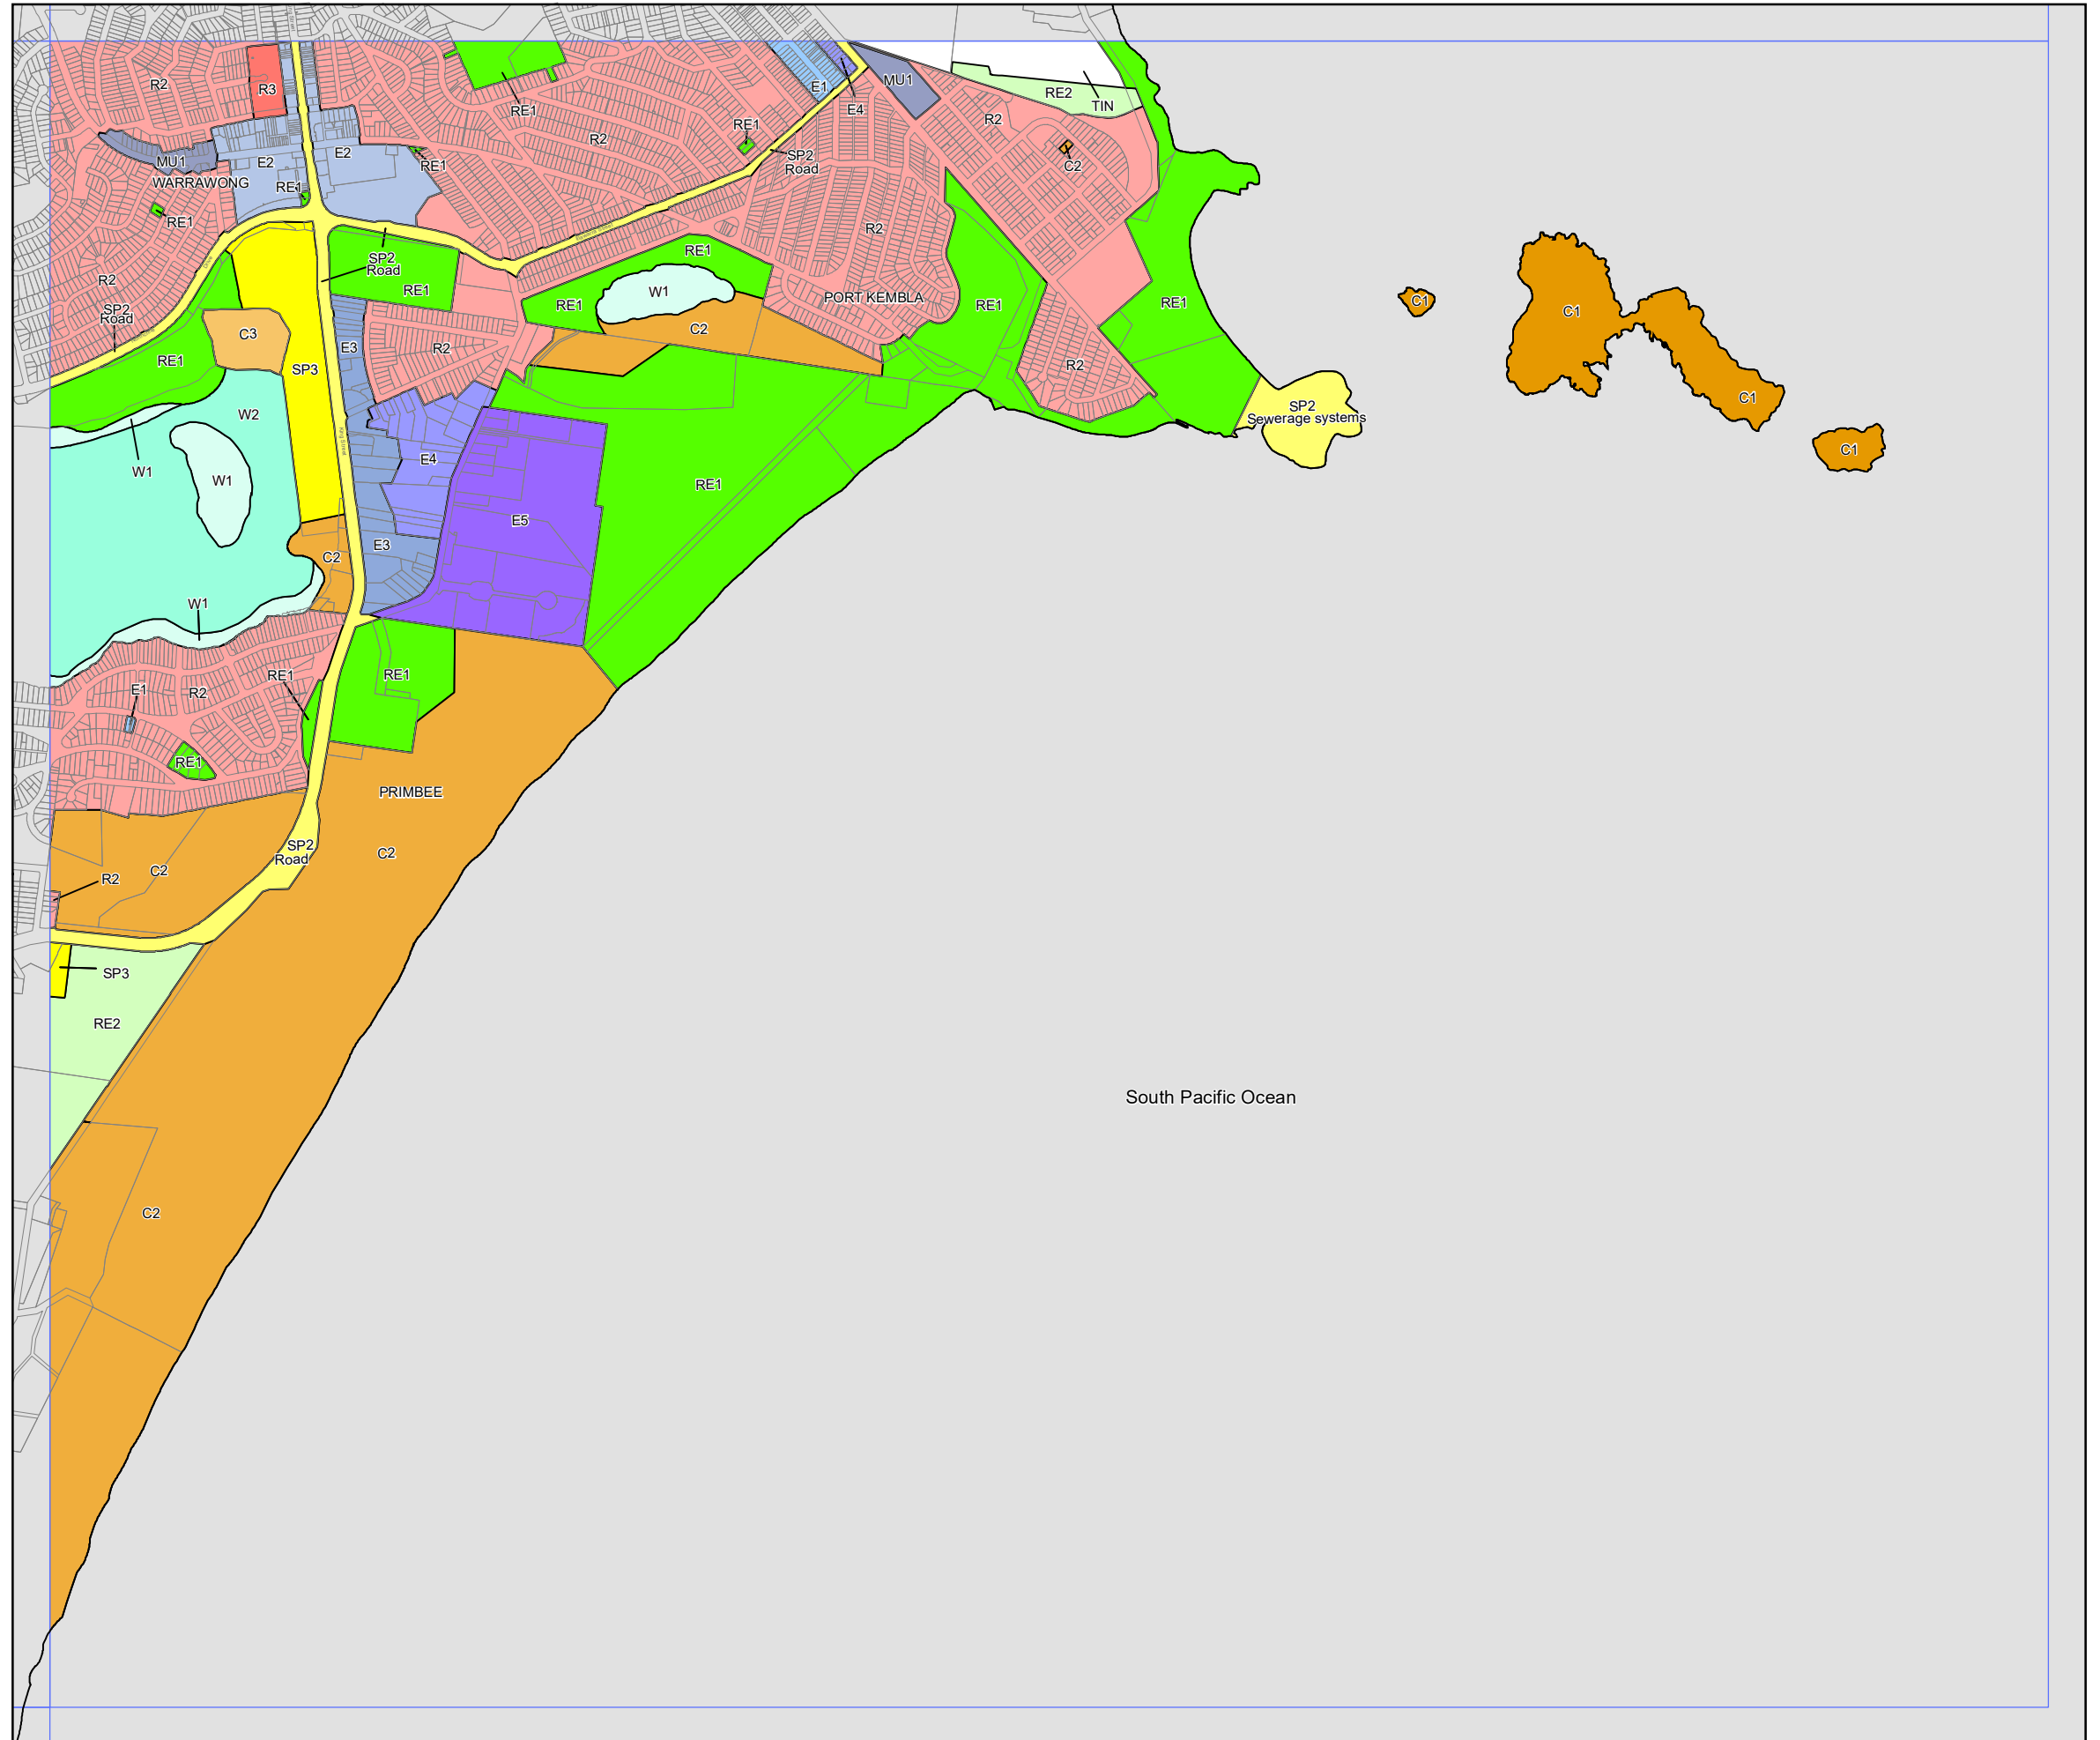 R2
R3
RE1
R2
E1
E4
MU1
RE2
TIN
R2
RE1
SP2
Road
C2
MU1
E2
E2
RE1
WARRAWONG
RE1
RE1
R2
RE1
SP2
Road
RE1
R2
RE1
W1
RE1
PORT KEMBLA
RE1
RE1
C1
C1
SP2
Road
C3
E3
R2
C2
RE1
SP3
R2
C1
W2
SP2
Sewerage systems
C1
W1
W1
E4
RE1
E5
King Street
E3
C2
W1
RE1
RE1
E1
R2
RE1
PRIMBEE
SP2
Road
C2
C2
R2
SP3
RE2
South Pacific Ocean
C2